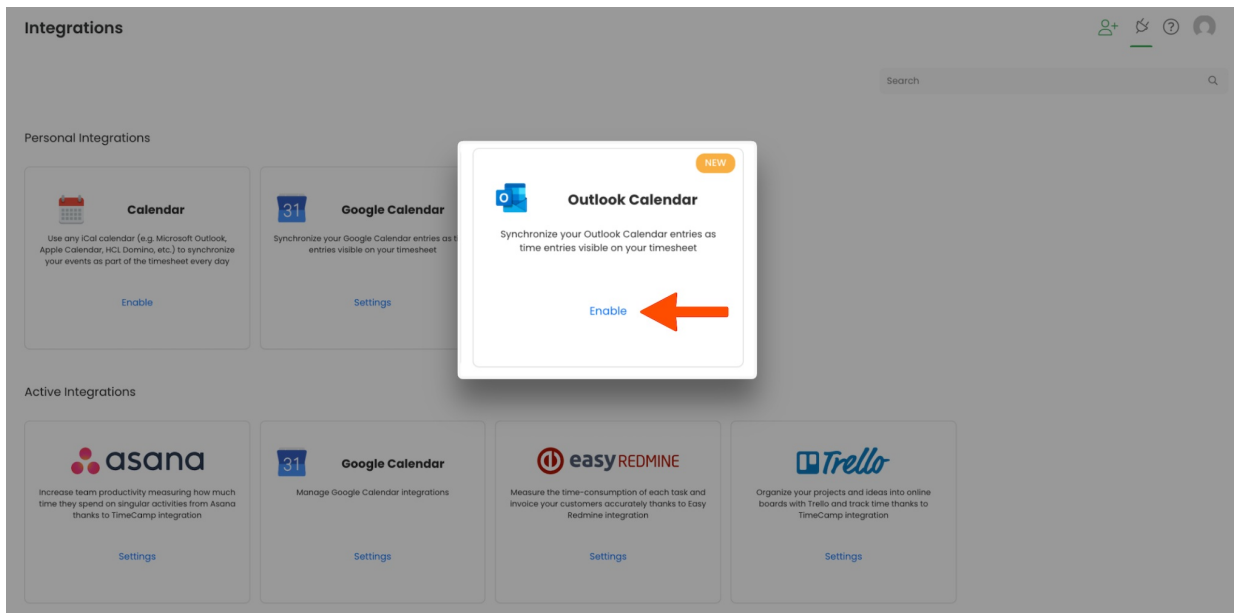 Integrations
Search
Personal Integrations
Calendar
Use any iCal calendar (e.g. Microsoft Outlook,
Apple Calendar, HCL Domino, etc.) to synchronize
your events as part of the timesheet every day
Enable
31
Google Calendar
Synchronize your Google Calendar entries as
entries visible on your timesheet
Settings
NEW
Outlook Calendar
Synchronize your Outlook Calendar entries as
time entries visible on your timesheet
Enable
Active Integrations
asana
Increase team productivity measuring how much
time they spend on singular activities from Asana
thanks to TimeCamp integration
Settings
31
Google Calendar
Manage Google Calendar integrations
Settings
easy REDMINE
Measure the time-consumption of each task and
invoice your customers accurately thanks to Easy
Redmine integration
Settings
Trello
Organize your projects and ideas into online
boards with Trello and track time thanks to
TimeCamp integration
Settings